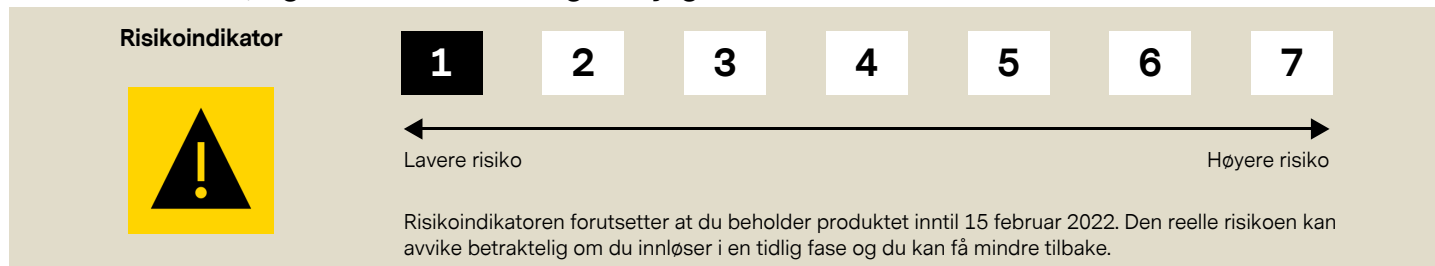 Risikoindikator
1 2 3 4 5 6 7
Lavere risiko Høyere risiko
Risikoindikatoren forutsetter at du beholder produktet inntil 15 februar 2022. Den reelle risikoen kan
avvike betraktelig om du innløser i en tidlig fase og du kan få mindre tilbake.